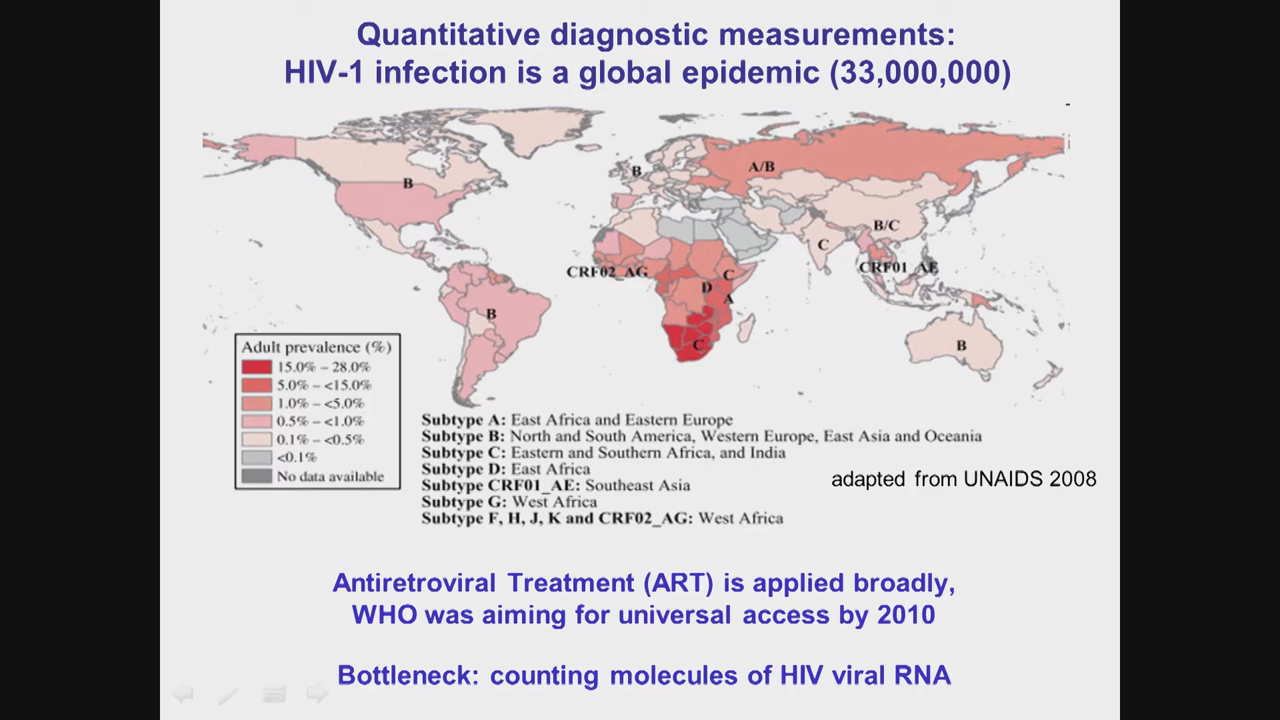 Quantitative diagnostic measurements:
HIV-1 infection is a global epidemic (33,000,000)
B
B
A/B
B/C
C
CRF02_AG
C
CRF01_AE
D
A
B
C
B
Adult prevalence (%)
15.0% – 28.0%
5.0% – <15.0%
1.0% – <5.0%
0.5% – <1.0%
0.1% – <0.5%
<0.1%
No data available
Subtype A: East Africa and Eastern Europe
Subtype B: North and South America, Western Europe, East Asia and Oceania
Subtype C: Eastern and Southern Africa, and India
Subtype D: East Africa
Subtype CRF01_AE: Southeast Asia
Subtype G: West Africa
Subtype F, H, J, K and CRF02_AG: West Africa
adapted from UNAIDS 2008
Antiretroviral Treatment (ART) is applied broadly,
WHO was aiming for universal access by 2010
Bottleneck: counting molecules of HIV viral RNA